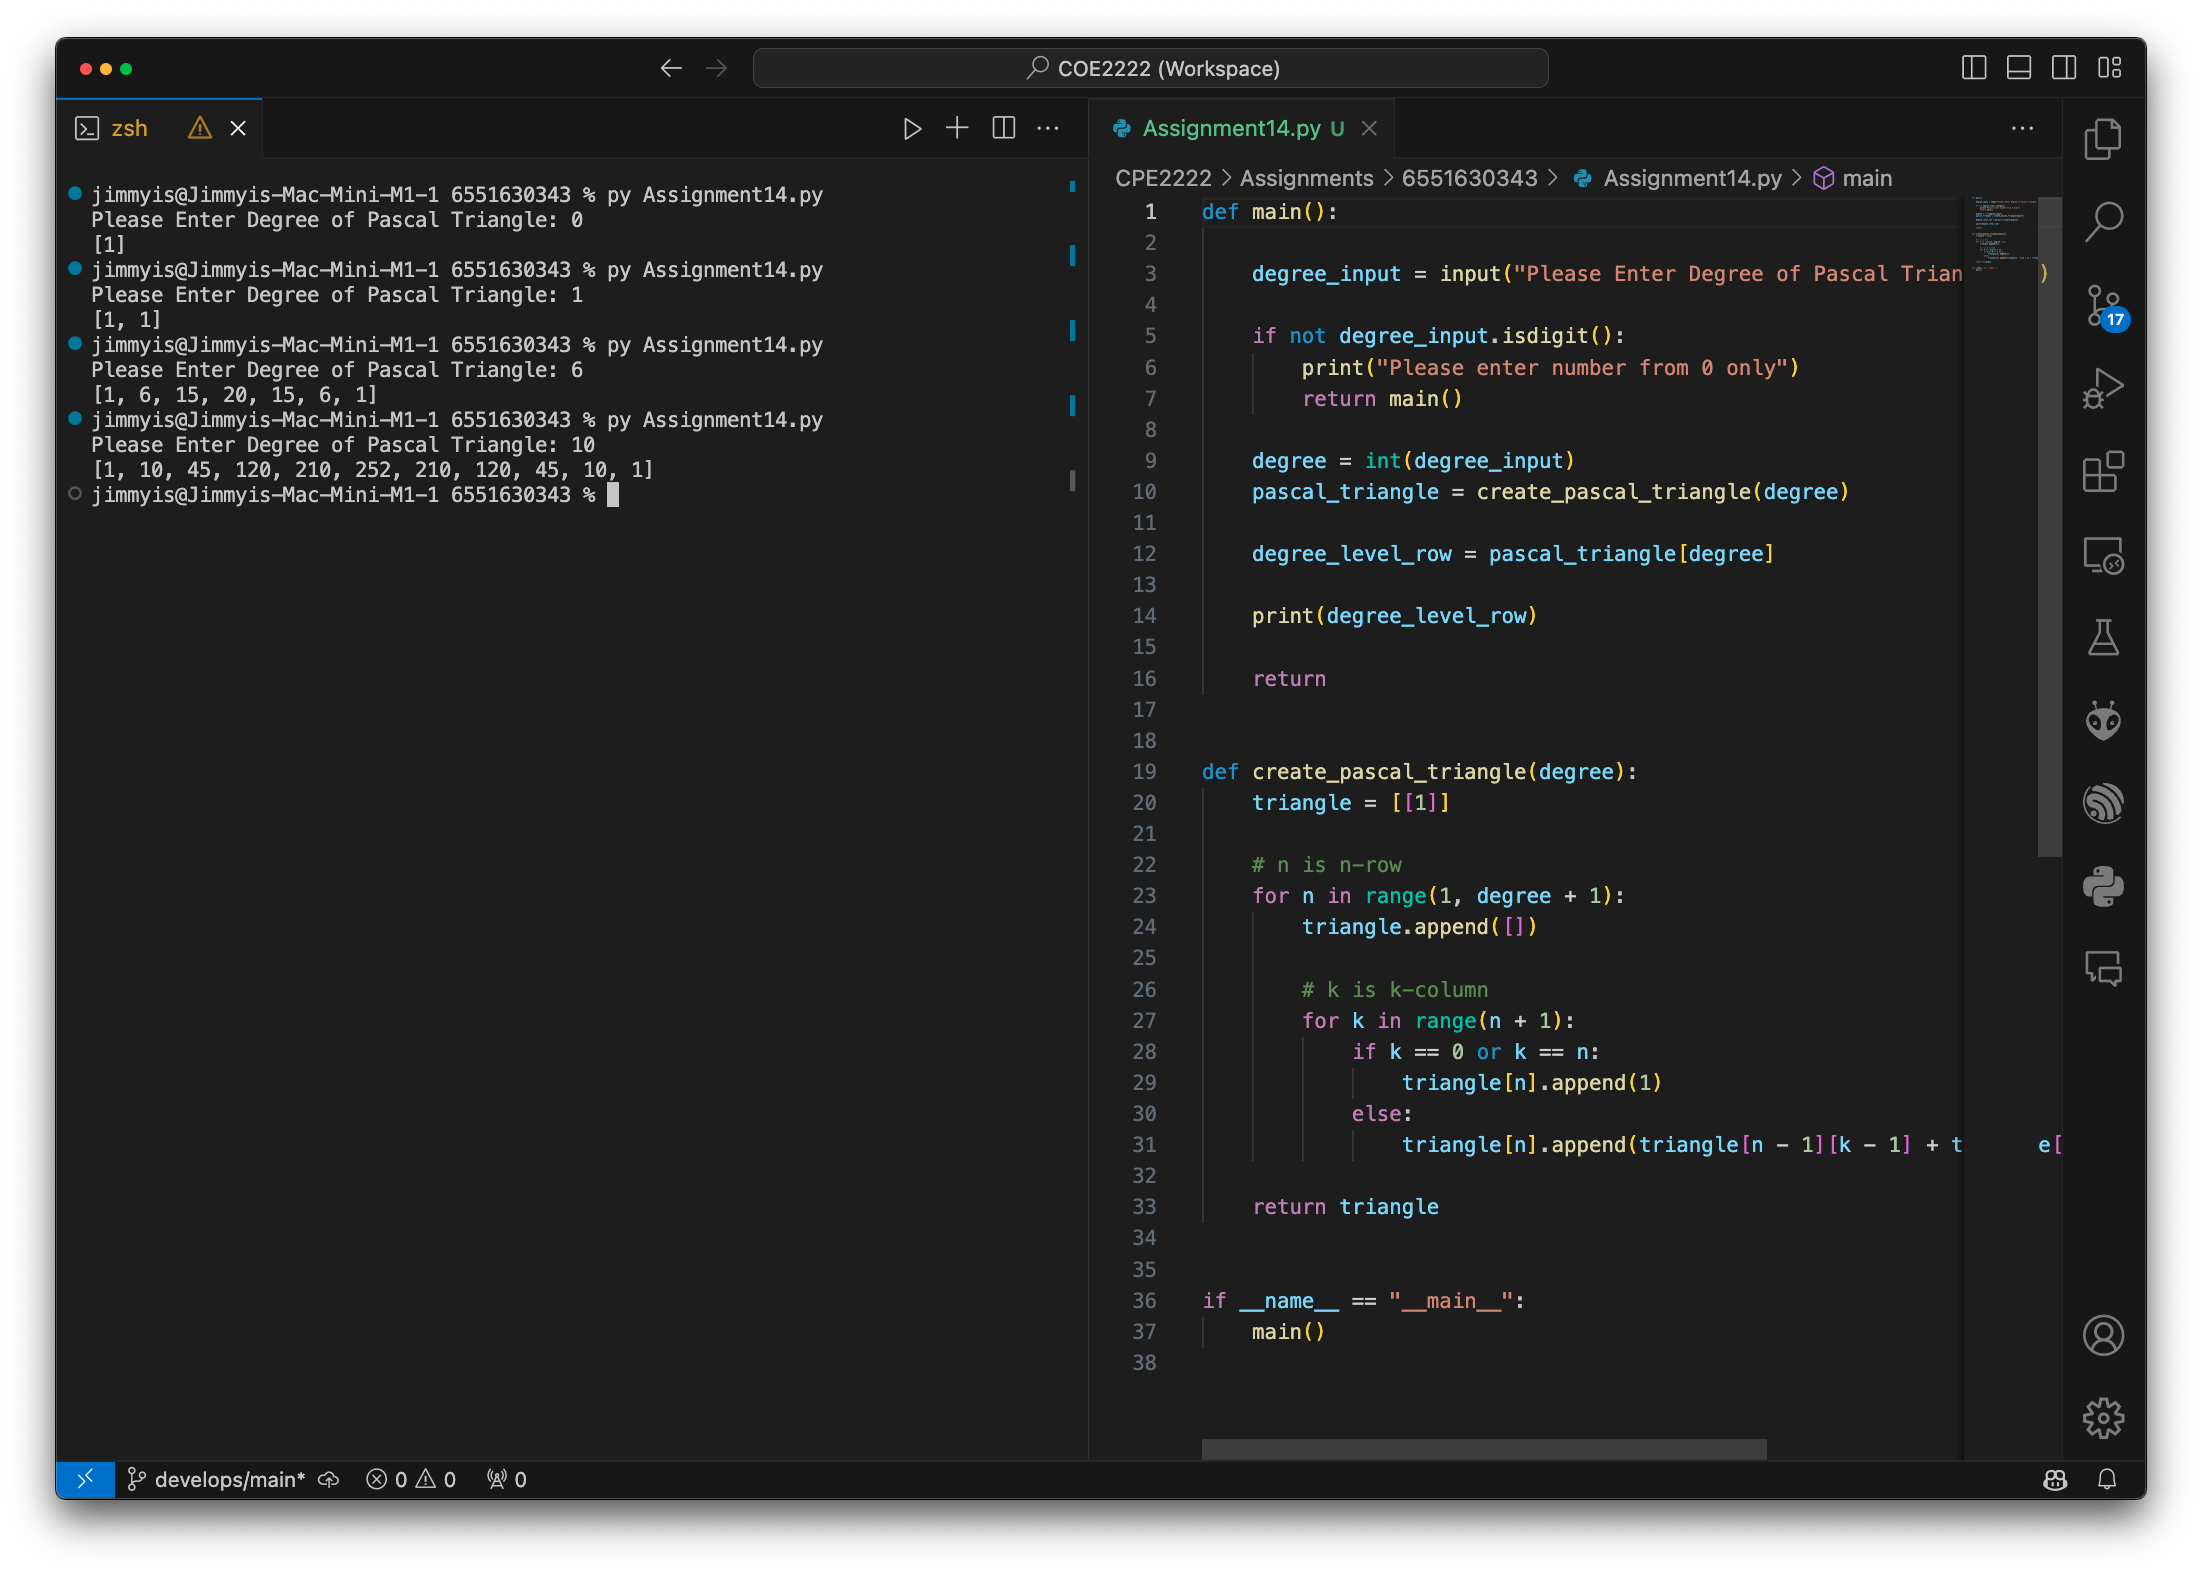 COE2222 (Workspace)
zsh
jimmyis@Jimmyis-Mac-Mini-M1-1 6551630343 % py Assignment14.py
Please Enter Degree of Pascal Triangle: 0
[1]
jimmyis@Jimmyis-Mac-Mini-M1-1 6551630343 % py Assignment14.py
Please Enter Degree of Pascal Triangle: 1
[1, 1]
jimmyis@Jimmyis-Mac-Mini-M1-1 6551630343 % py Assignment14.py
Please Enter Degree of Pascal Triangle: 6
[1, 6, 15, 20, 15, 6, 1]
jimmyis@Jimmyis-Mac-Mini-M1-1 6551630343 % py Assignment14.py
Please Enter Degree of Pascal Triangle: 10
[1, 10, 45, 120, 210, 252, 210, 120, 45, 10, 1]
jimmyis@Jimmyis-Mac-Mini-M1-1 6551630343 %
Assignment14.py U
CPE2222 > Assignments > 6551630343 > Assignment14.py > main
1 def main():
2
3 degree_input = input("Please Enter Degree of Pascal Trian )
4
5 if not degree_input.isdigit():
6 print("Please enter number from 0 only")
7 return main()
8
9 degree = int(degree_input)
10 pascal_triangle = create_pascal_triangle(degree)
11
12 degree_level_row = pascal_triangle[degree]
13
14 print(degree_level_row)
15
16 return
17
18
19 def create_pascal_triangle(degree):
20 triangle = [[1]]
21
22 # n is n-row
23 for n in range(1, degree + 1):
24 triangle.append([])
25
26 # k is k-column
27 for k in range(n + 1):
28 if k == 0 or k == n:
29 triangle[n].append(1)
30 else:
31 triangle[n].append(triangle[n - 1][k - 1] + t e[
32
33 return triangle
34
35
36 if __name__ == "__main__":
37 main()
38
17
develops/main* 0 0 0